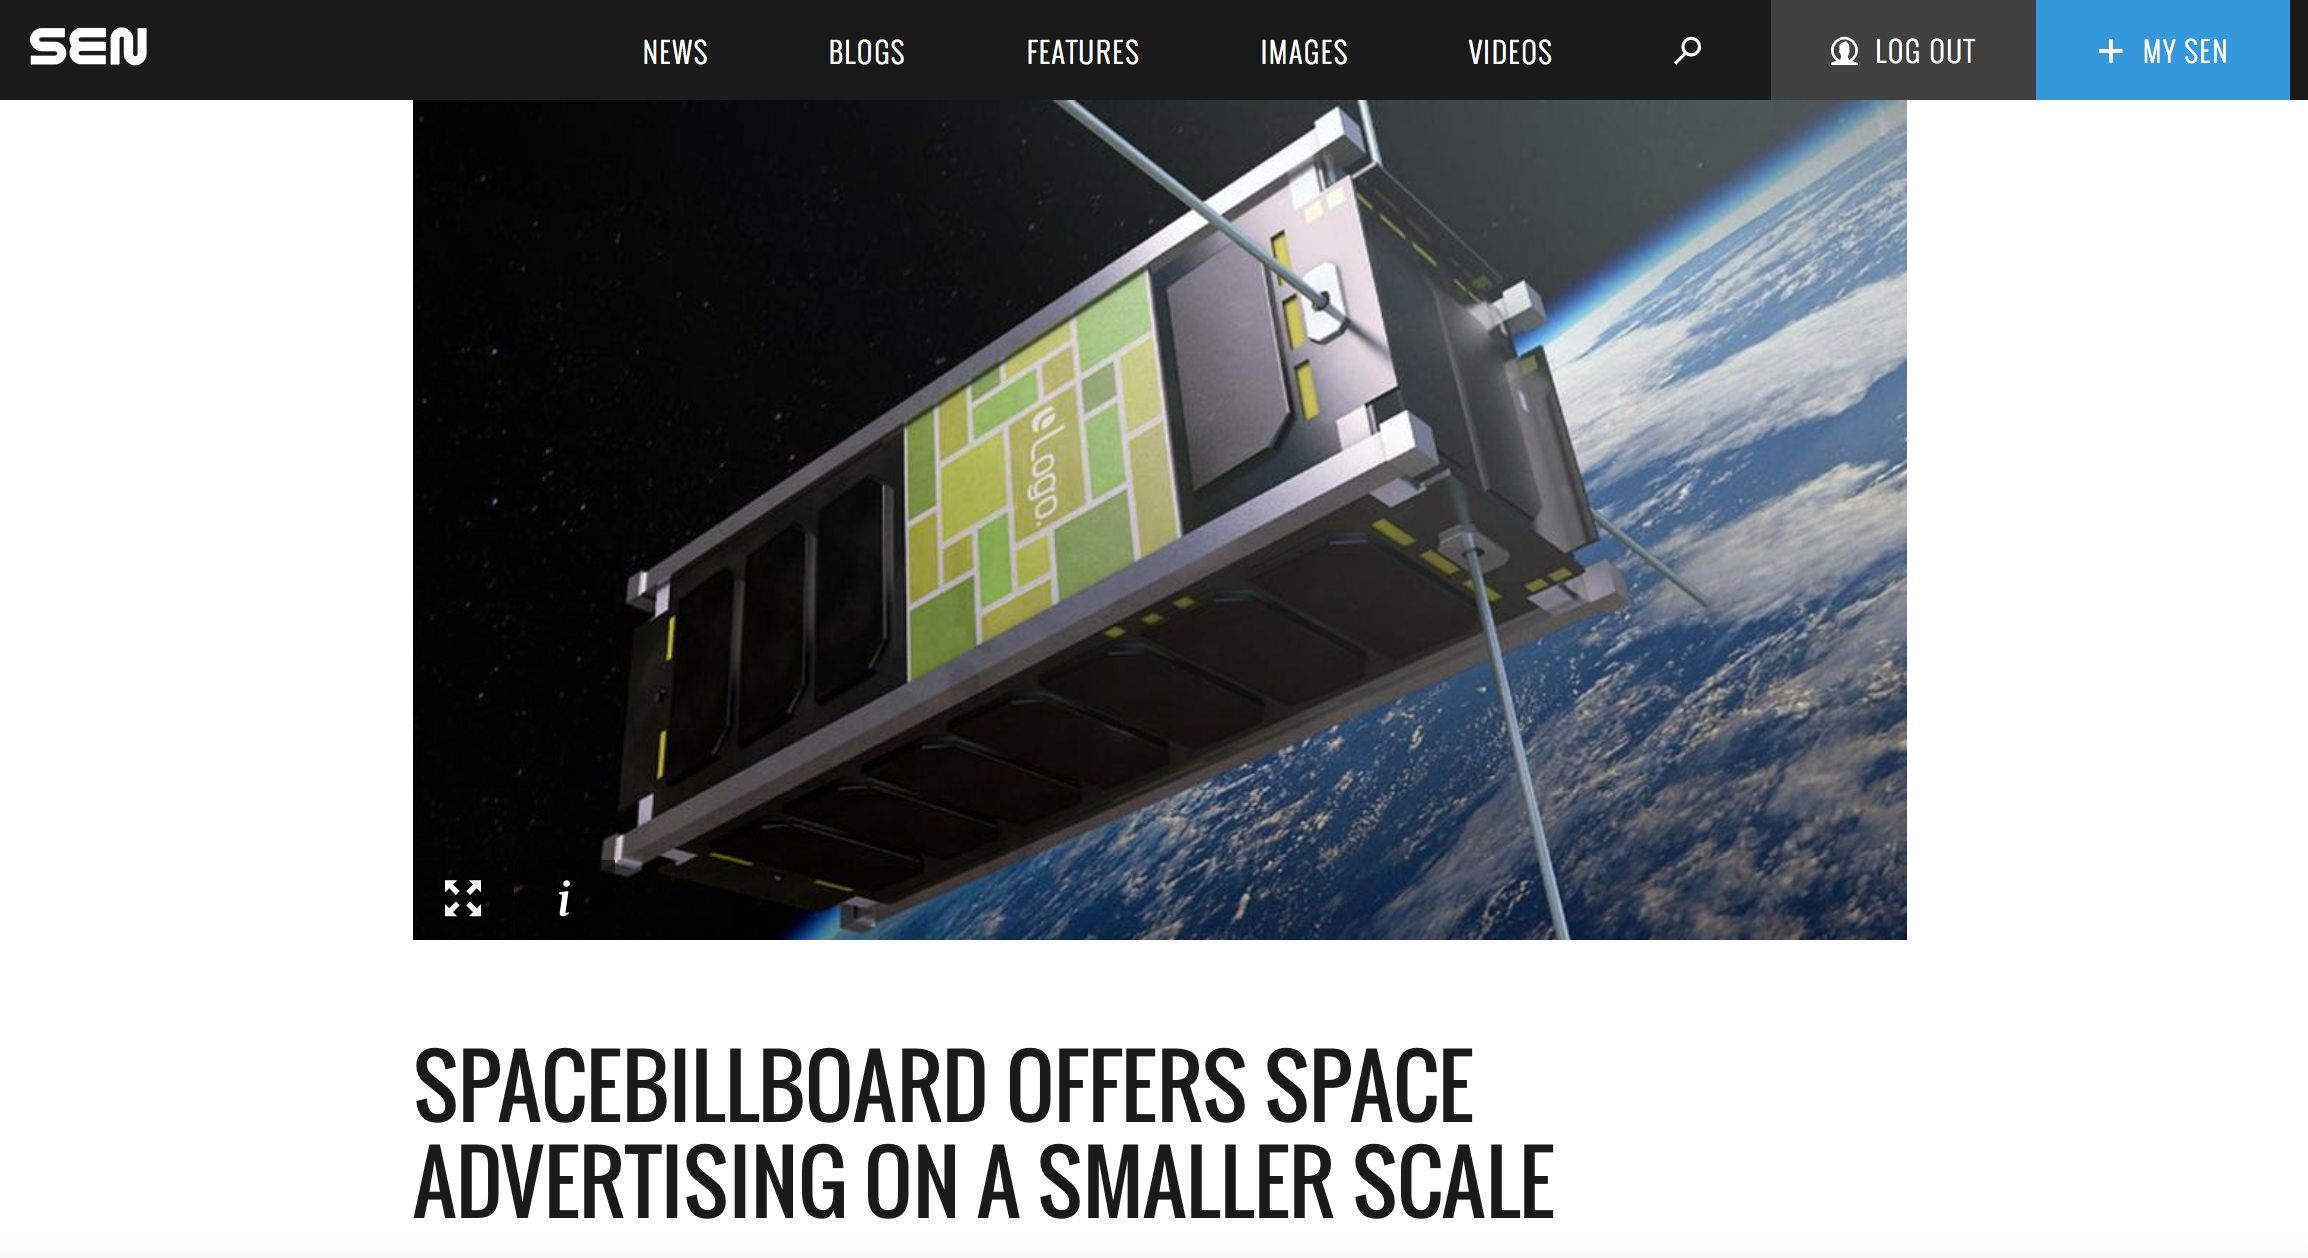 SEN
NEWS BLOGS FEATURES IMAGES VIDEOS LOG OUT + MY SEN
Logo.
i
SPACEBILLBOARD OFFERS SPACE
ADVERTISING ON A SMALLER SCALE